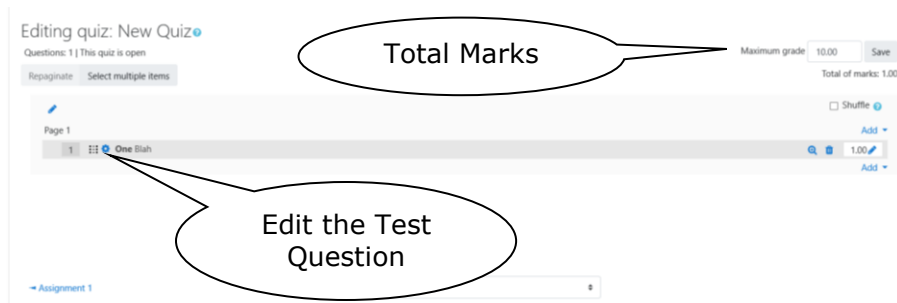 Editing quiz: New Quiz
Questions: 1 | This quiz is open
Total Marks
Maximum grade 10.00 Save
Repaginate Select multiple items
Total of marks: 1.00
Shuffle
Page 1
Add
1 One Blah 1.00
Add
Edit the Test
Question
Assignment 1